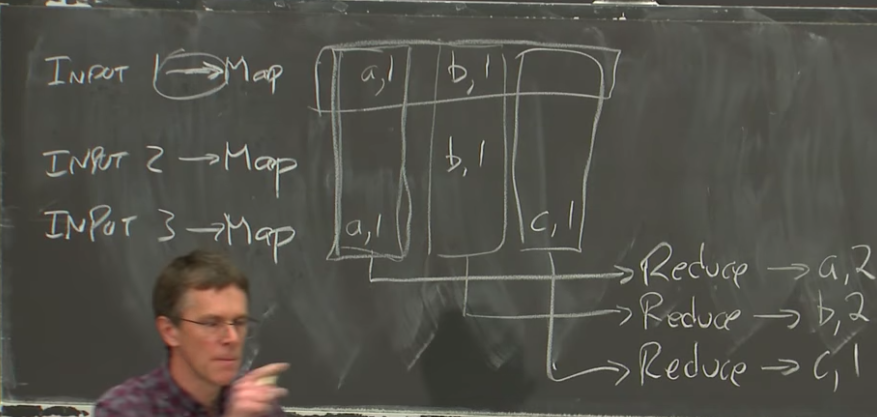 INPUT 1 → Map a,1 b,1
INPUT 2 → Map b,1
INPUT 3 → Map a,1 c,1
Reduce → a,2
Reduce → b,2
Reduce → c,1